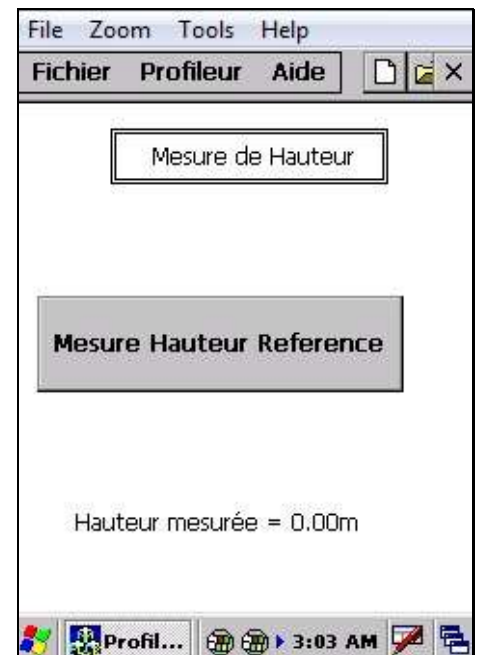 File Zoom Tools Help
Fichier Profileur Aide
Mesure de Hauteur
Mesure Hauteur Reference
Hauteur mesurée = 0.00m
Profil... 3:03 AM